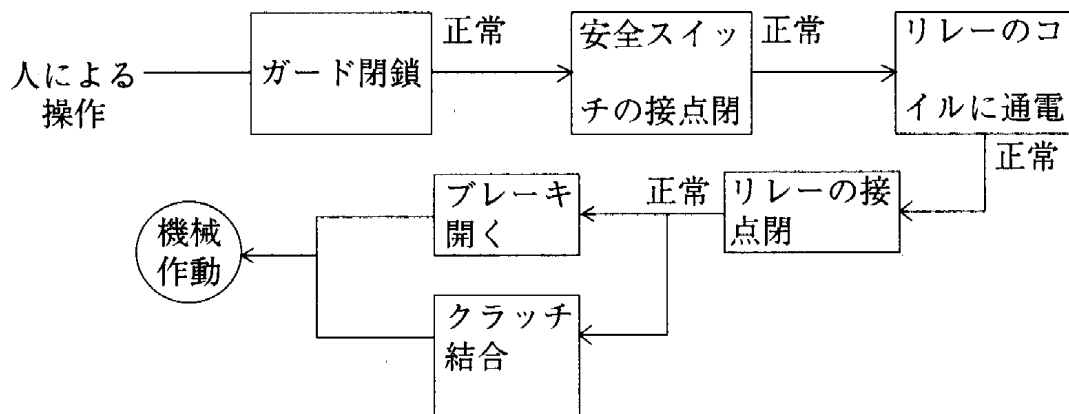 人による
操作
ガード閉鎖
正常
安全スイッ
チの接点閉
正常
リレーのコ
イルに通電
正常
リレーの接
点閉
正常
ブレーキ
開く
クラッチ
結合
機械
作動